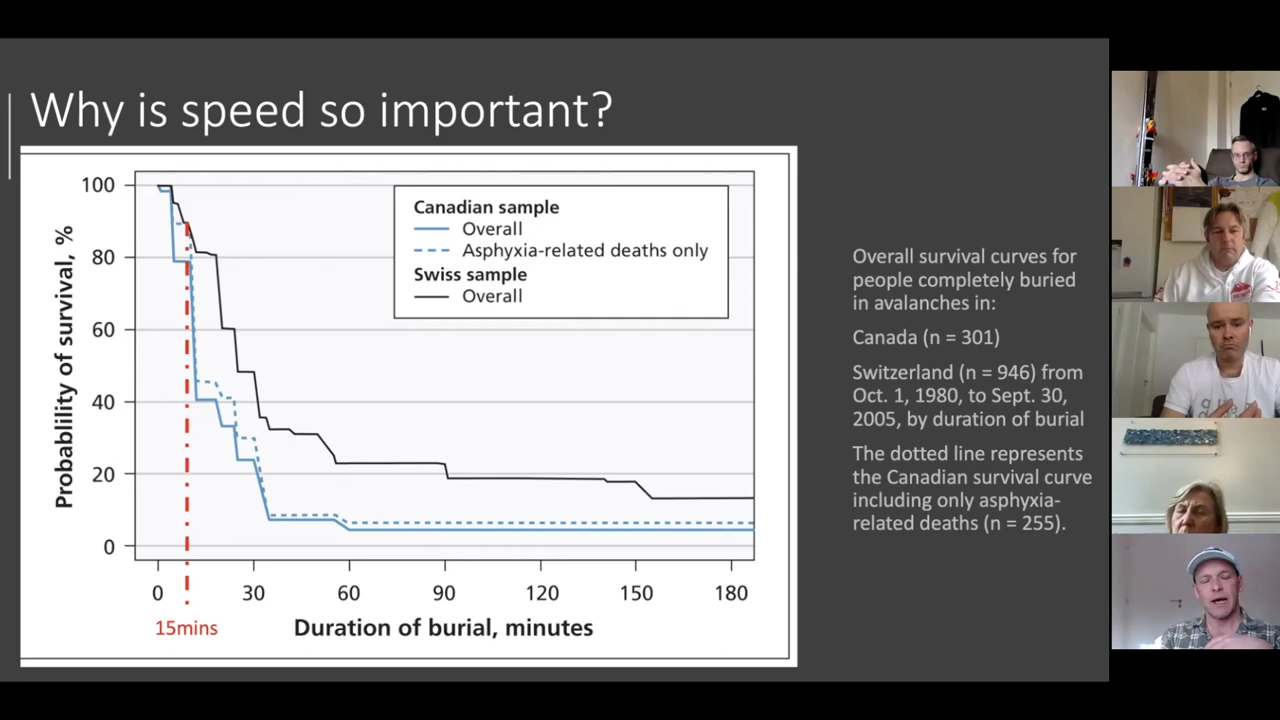 Why is speed so important?
Probablility of survival, %
100
80
60
40
20
0
Canadian sample
Overall
Asphyxia-related deaths only
Swiss sample
Overall
0 30 60 90 120 150 180
15mins
Duration of burial, minutes
Overall survival curves for
people completely buried
in avalanches in:
Canada (n = 301)
Switzerland (n = 946) from
Oct. 1, 1980, to Sept. 30,
2005, by duration of burial
The dotted line represents
the Canadian survival curve
including only asphyxia-
related deaths (n = 255).